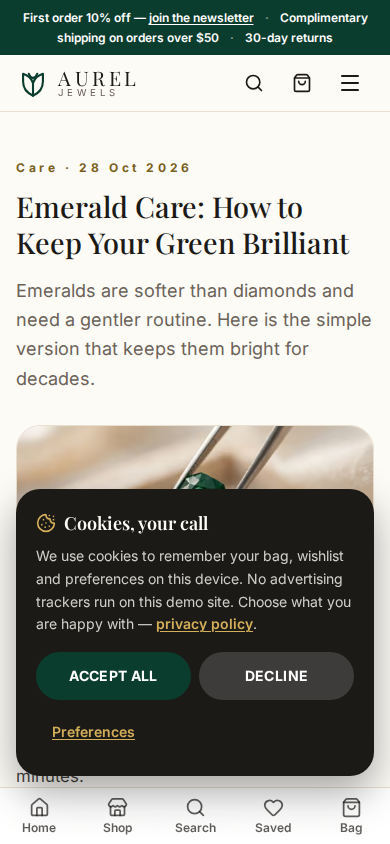 First order 10% off — join the newsletter · Complimentary
shipping on orders over $50 · 30-day returns
AUREL
JEWELS
Care · 28 Oct 2026
Emerald Care: How to
Keep Your Green Brilliant
Emeralds are softer than diamonds and
need a gentler routine. Here is the simple
version that keeps them bright for
decades.
Cookies, your call
We use cookies to remember your bag, wishlist
and preferences on this device. No advertising
trackers run on this demo site. Choose what you
are happy with — privacy policy.
ACCEPT ALL
DECLINE
Preferences
minutes.
Home
Shop
Search
Saved
Bag